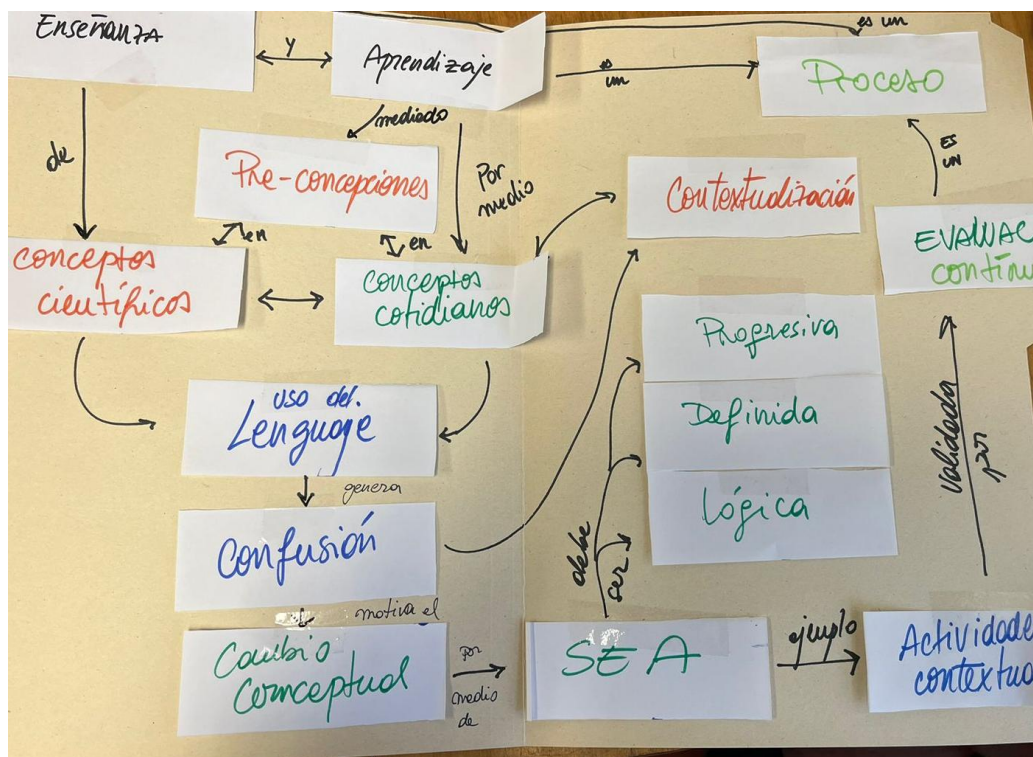 Enseñanza
y
Aprendizaje
es un
es
un
Proceso
de
mediado
Pre-concepciones
Por
medio
Contextudización
ES
UN
en
en
conceptos
científicos
conceptos
cotidianos
EVALUAC
contin
Progresiva
uso del.
Lenguaje
Definida
genera
Lógica
validada
por
Confusión
debe
ser
motiva el
Cambio
Conceptual
por
medio
de
SEA
ejemplo
Actividade
contextua